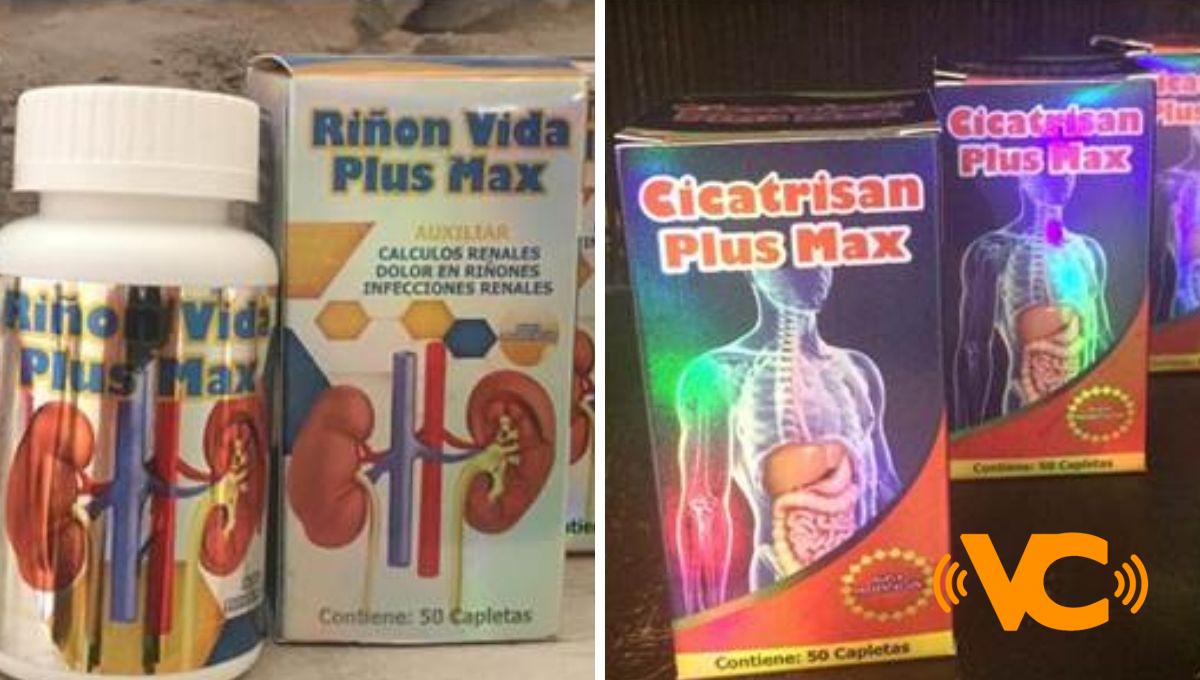 Riñon Vida
Plus Max
AUXILIAR
CALCULOS RENALES
DOLOR EN RIÑONES
INFECCIONES RENALES
Contiene: 50 Capletas
Riñon Vida
Plus Max
Cicatrisan
Plus Max
Contiene: 50 Capletas
Cicatrisan
Plus Max
Contiene: 50 Capletas
Plus
VC